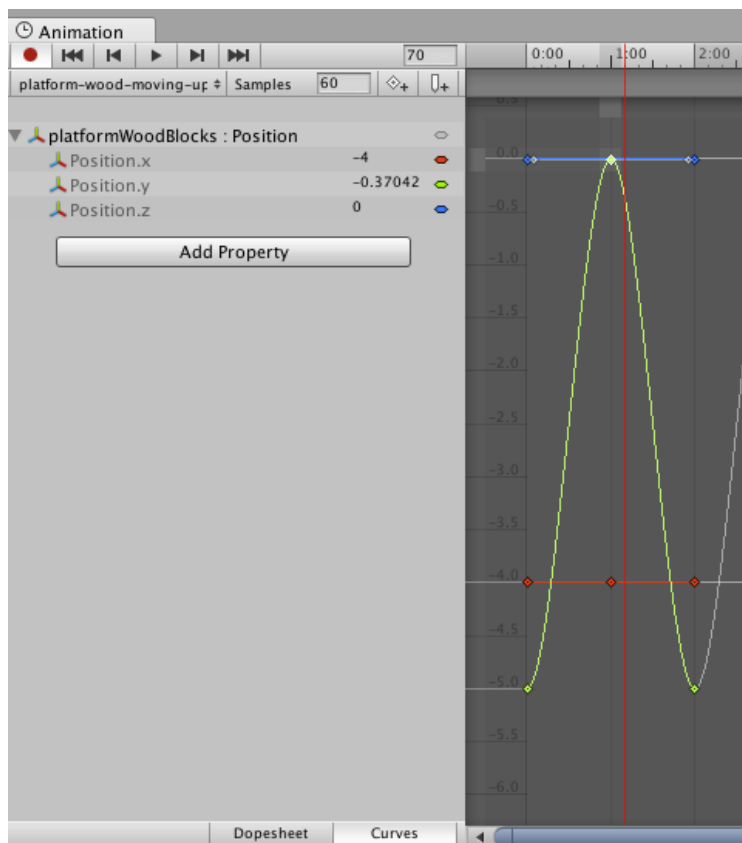 Animation
70
0:00 1:00 2:00
platform-wood-moving-up Samples 60
0.5
platformWoodBlocks : Position
0.0
Position.x -4
Position.y -0.37042
-0.5
Position.z 0
Add Property
-1.0
-1.5
-2.0
-2.5
-3.0
-3.5
-4.0
-4.5
-5.0
-5.5
-6.0
Dopesheet Curves